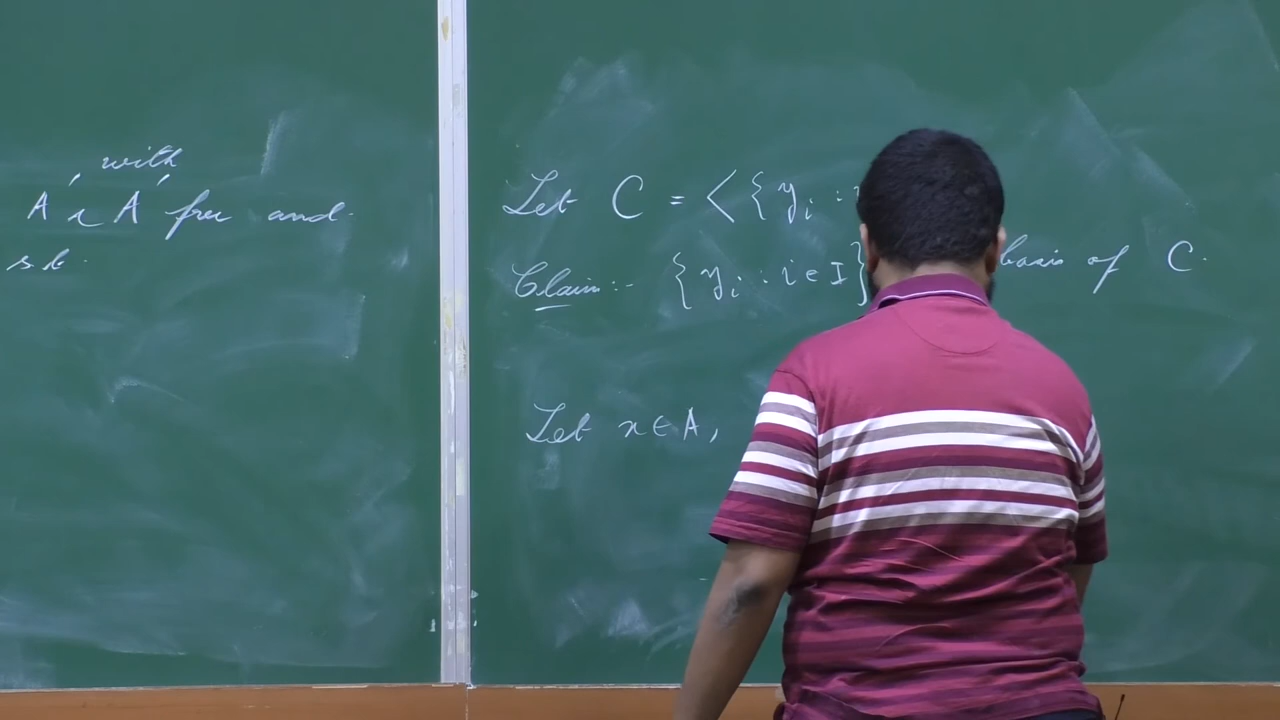 with
A' ≅ A' free and
s.t.
Let C = < { y_i :
Claim :- { y_i : i ∈ I } basis of C.
Let x ∈ A,